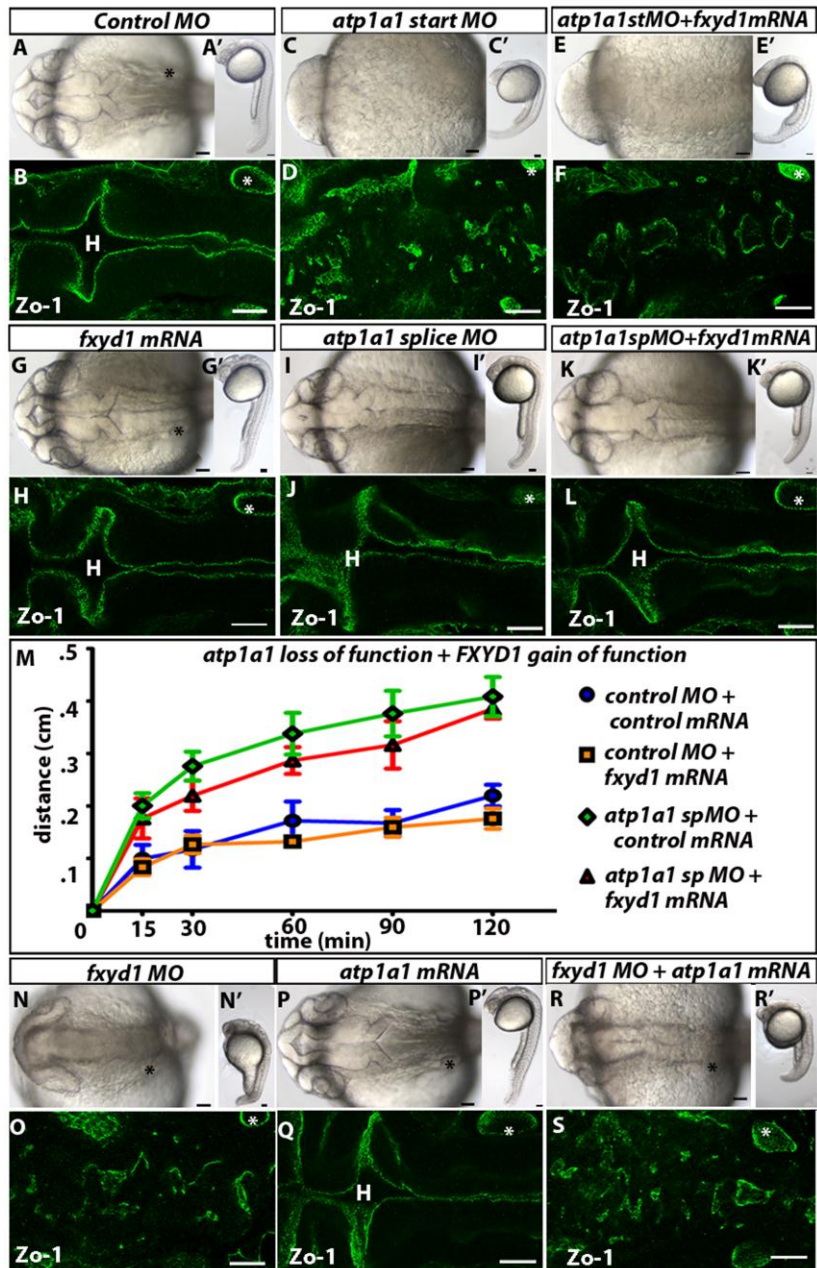 Control MO
atp1a1 start MO
atp1a1stMO+fxyd1mRNA
A
*
A'
C
C'
E
E'
B
H
*
Zo-1
D
*
F
*
Zo-1
fxyd1 mRNA
atp1a1 splice MO
atp1a1spMO+fxyd1mRNA
G
*
G'
I
I'
K
K'
H
H
*
Zo-1
J
H
*
Zo-1
L
H
*
Zo-1
M
atp1a1 loss of function + FXYD1 gain of function
.5
.4
.3
.2
.1
0
distance (cm)
15
30
60
90
120
time (min)
control MO +
control mRNA
control MO +
fxyd1 mRNA
atp1a1 spMO +
control mRNA
atp1a1 sp MO +
fxyd1 mRNA
fxyd1 MO
atp1a1 mRNA
fxyd1 MO + atp1a1 mRNA
N
*
N'
P
*
P'
R
*
R'
O
*
Zo-1
Q
H
*
Zo-1
S
*
Zo-1